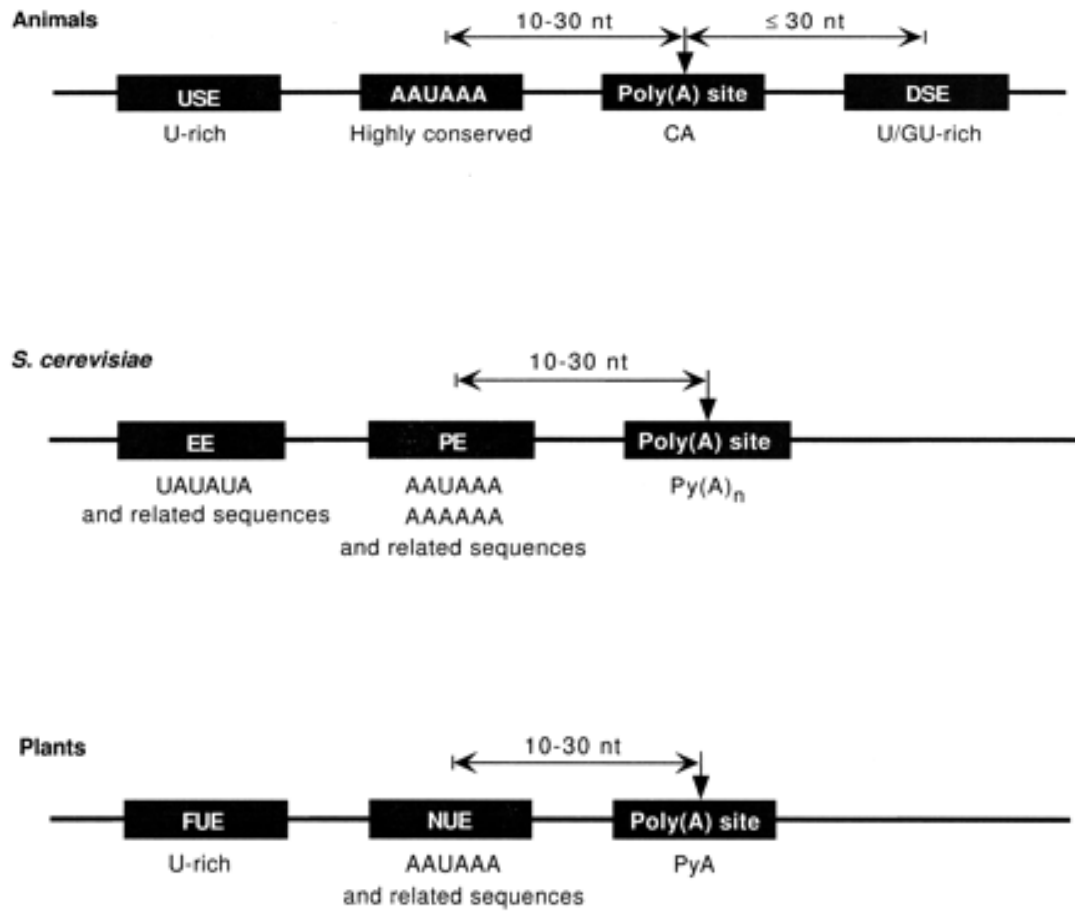 Animals
10-30 nt
≤ 30 nt
USE
AAUAAA
Poly(A) site
DSE
U-rich
Highly conserved
CA
U/GU-rich
S. cerevisiae
10-30 nt
EE
PE
Poly(A) site
UAUAUA
and related sequences
AAUAAA
AAAAAA
and related sequences
Py(A)n
Plants
10-30 nt
FUE
NUE
Poly(A) site
U-rich
AAUAAA
and related sequences
PyA